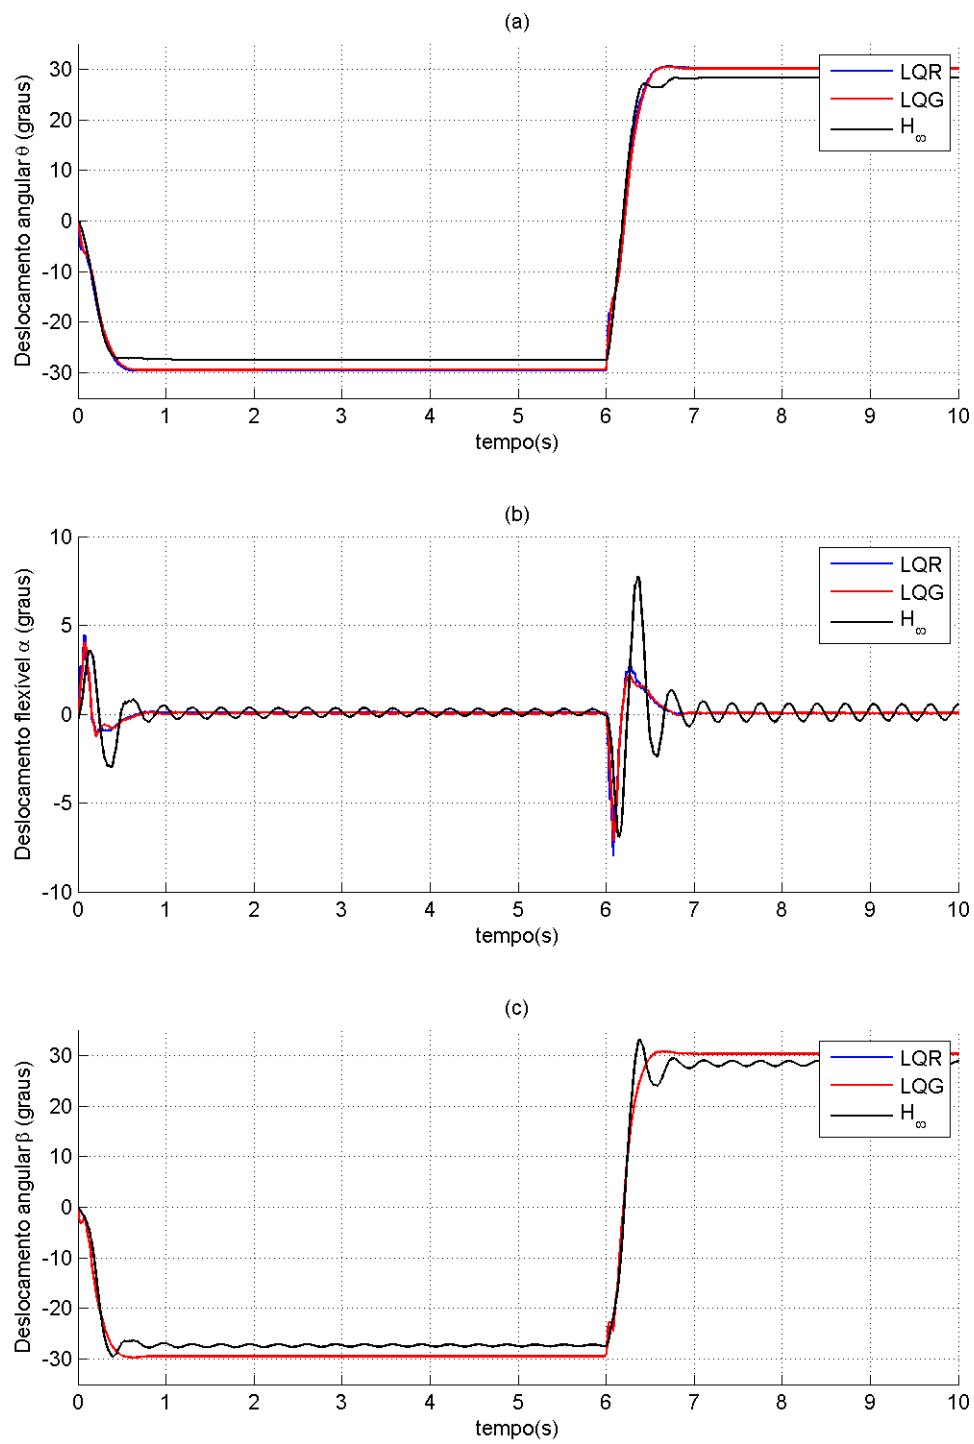 (a)
Deslocamento angular θ (graus)
30
20
10
0
-10
-20
-30
LQR
LQG
H∞
0 1 2 3 4 5 6 7 8 9 10
tempo(s)
(b)
Deslocamento flexível α (graus)
10
5
0
-5
-10
LQR
LQG
H∞
0 1 2 3 4 5 6 7 8 9 10
tempo(s)
(c)
Deslocamento angular β (graus)
30
20
10
0
-10
-20
-30
LQR
LQG
H∞
0 1 2 3 4 5 6 7 8 9 10
tempo(s)